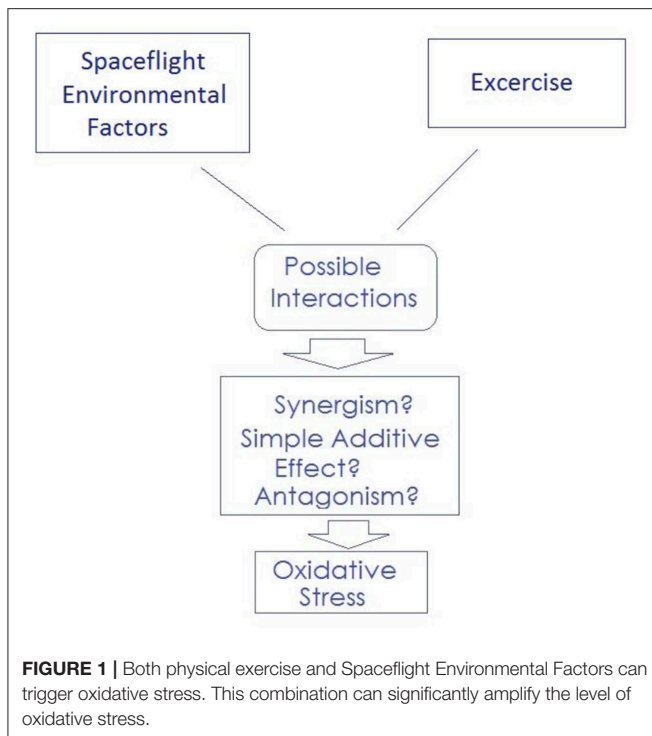 Spaceflight
Environmental
Factors
Excercise
Possible
Interactions
Synergism?
Simple Additive
Effect?
Antagonism?
Oxidative
Stress
FIGURE 1 | Both physical exercise and Spaceflight Environmental Factors can
trigger oxidative stress. This combination can significantly amplify the level of
oxidative stress.